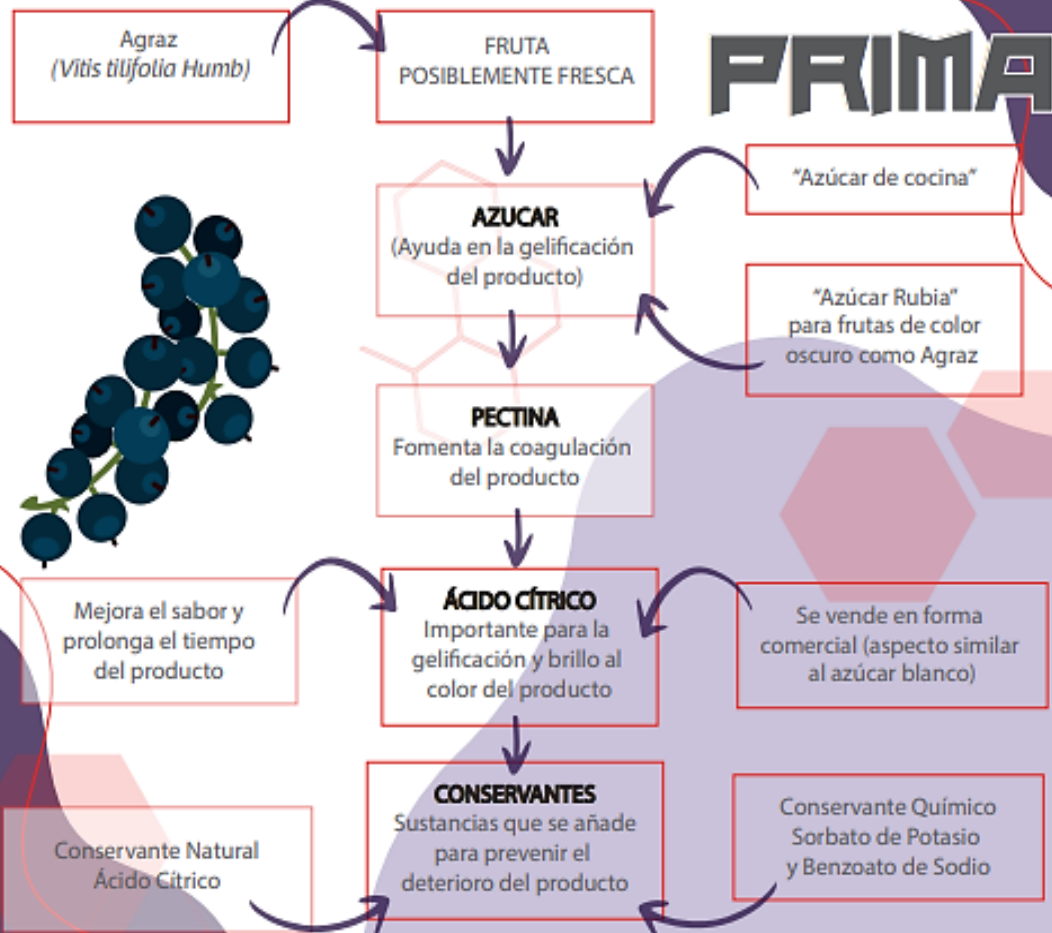 Agraz
(Vitis tilifolia Humb)
FRUTA
POSIBLEMENTE FRESCA
PRIMA
"Azúcar de cocina"
AZUCAR
(Ayuda en la gelificación
del producto)
"Azúcar Rubia"
para frutas de color
oscuro como Agraz
PECTINA
Fomenta la coagulación
del producto
Mejora el sabor y
prolonga el tiempo
del producto
ÁCIDO CÍTRICO
Importante para la
gelificación y brillo al
color del producto
Se vende en forma
comercial (aspecto similar
al azúcar blanco)
CONSERVANTES
Sustancias que se añade
para prevenir el
deterioro del producto
Conservante Natural
Ácido Cítrico
Conservante Químico
Sorbato de Potasio
y Benzoato de Sodio